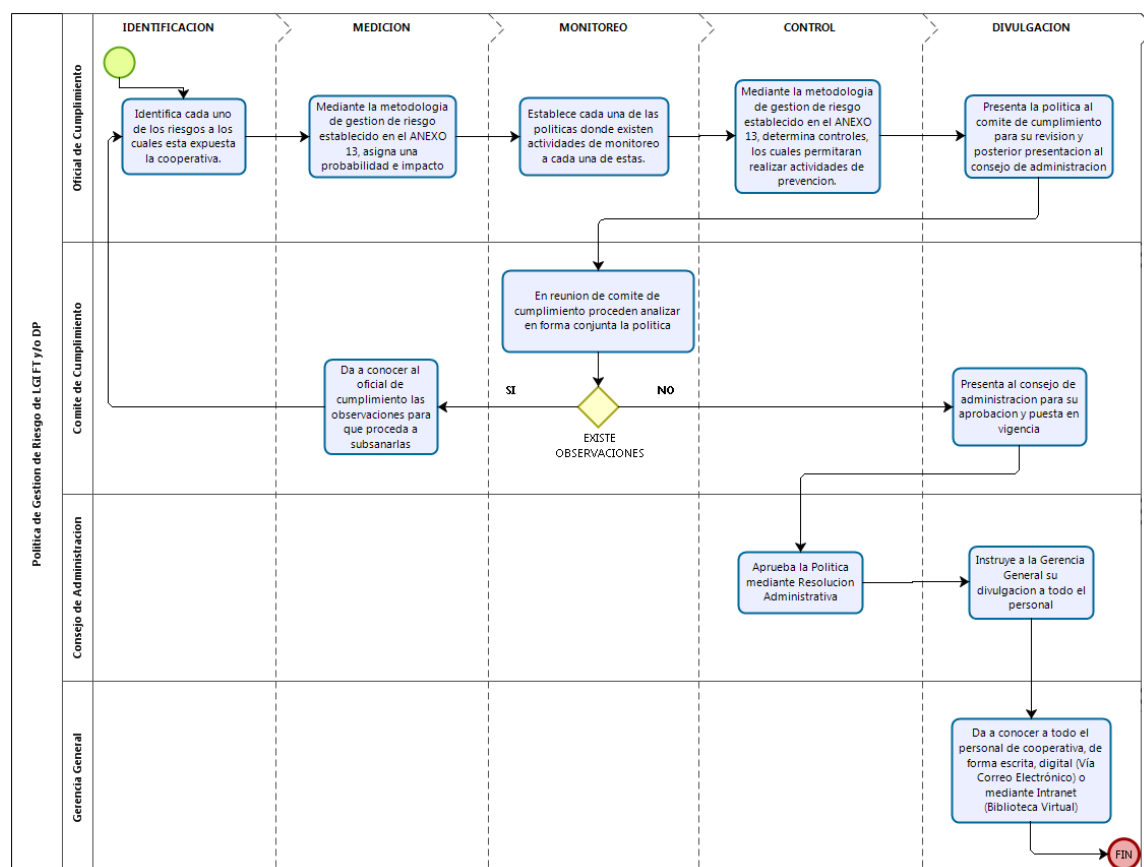 IDENTIFICACION
MEDICION
MONITOREO
CONTROL
DIVULGACION
Politica de Gestion de Riesgo de LGI FT y/o DP
Oficial de Cumplimiento
Identifica cada uno
de los riesgos a los
cuales esta expuesta
la cooperativa.
Mediante la metodologia
de gestion de riesgo
establecido en el ANEXO
13, asigna una
probabilidad e impacto
Establece cada una de las
politicas donde existen
actividades de monitoreo
a cada una de estas.
Mediante la metodologia
de gestion de riesgo
establecido en el ANEXO
13, determina controles,
los cuales permitaran
realizar actividades de
prevencion.
Presenta la politica al
comite de cumplimiento
para su revision y
posterior presentacion al
consejo de administracion
Comite de Cumplimiento
En reunion de comite de
cumplimiento proceden analizar
en forma conjunta la politica
Da a conocer al
oficial de
cumplimiento las
observaciones para
que proceda a
subsanarlas
SI
NO
EXISTE
OBSERVACIONES
Presenta al consejo de
administracion para su
aprobacion y puesta en
vigencia
Consejo de Administracion
Aprueba la Politica
mediante Resolucion
Administrativa
Instruye a la Gerencia
General su
divulgacion a todo el
personal
Gerencia General
Da a conocer a todo el
personal de cooperativa, de
forma escrita, digital (Vía
Correo Electrónico) o
mediante Intranet
(Biblioteca Virtual)
FIN